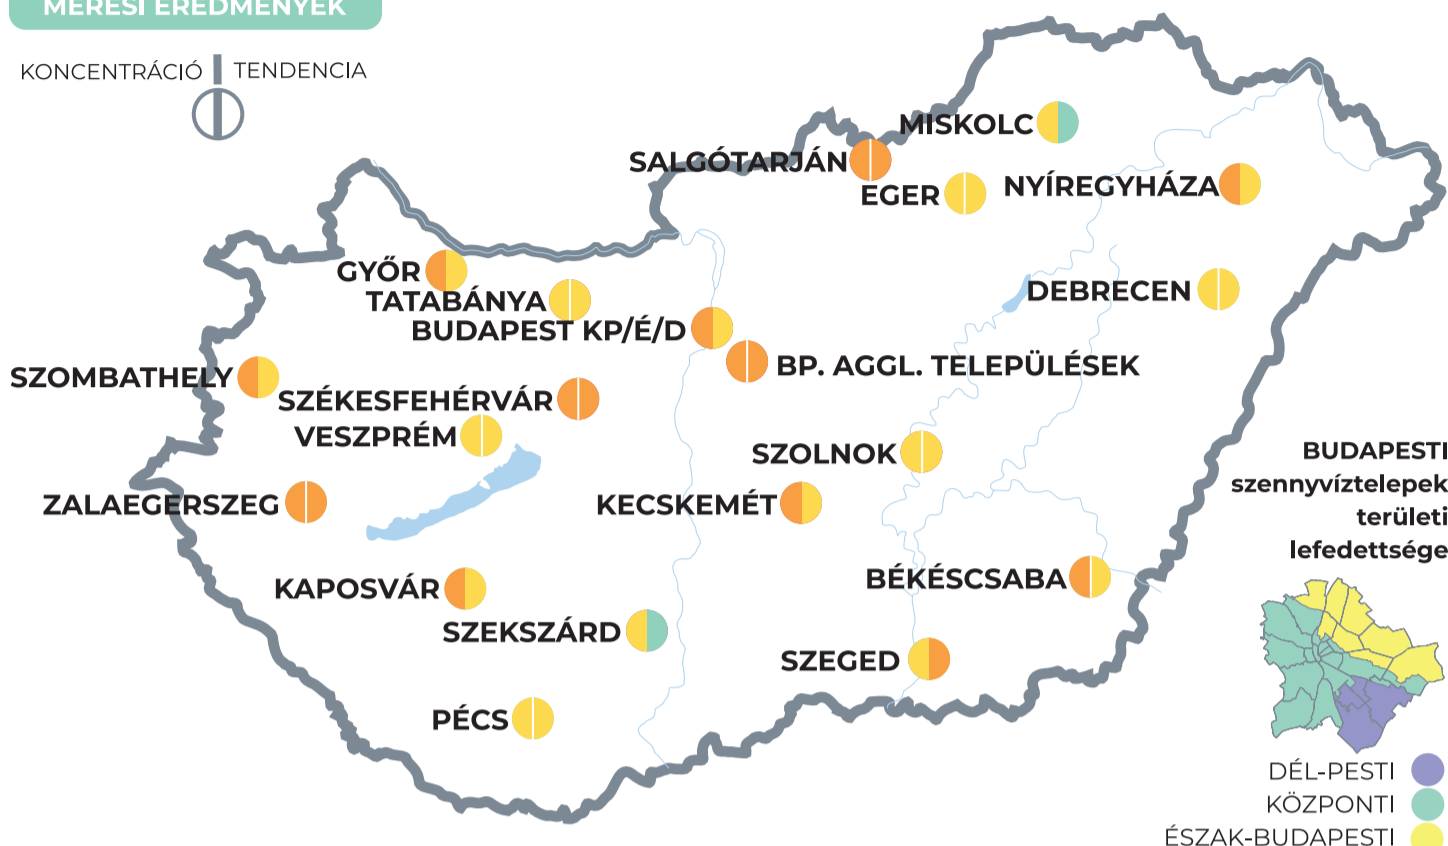 MÉRÉSI EREDMÉNYEK
KONCENTRÁCIÓ TENDENCIA
MISKOLC
SALGÓTARJÁN
EGER
NYÍREGYHÁZA
GYŐR
TATABÁNYA
DEBRECEN
BUDAPEST KP/É/D
BP. AGGL. TELEPÜLÉSEK
SZOMBATHELY
SZÉKESFEHÉRVÁR
VESZPRÉM
SZOLNOK
ZALAEGERSZEG
KECSKEMÉT
BÉKÉSCSABA
KAPOSVÁR
SZEKSZÁRD
SZEGED
PÉCS
BUDAPESTI
szennyvíztelepek
területi
lefedettsége
DÉL-PESTI
KÖZPONTI
ÉSZAK-BUDAPESTI